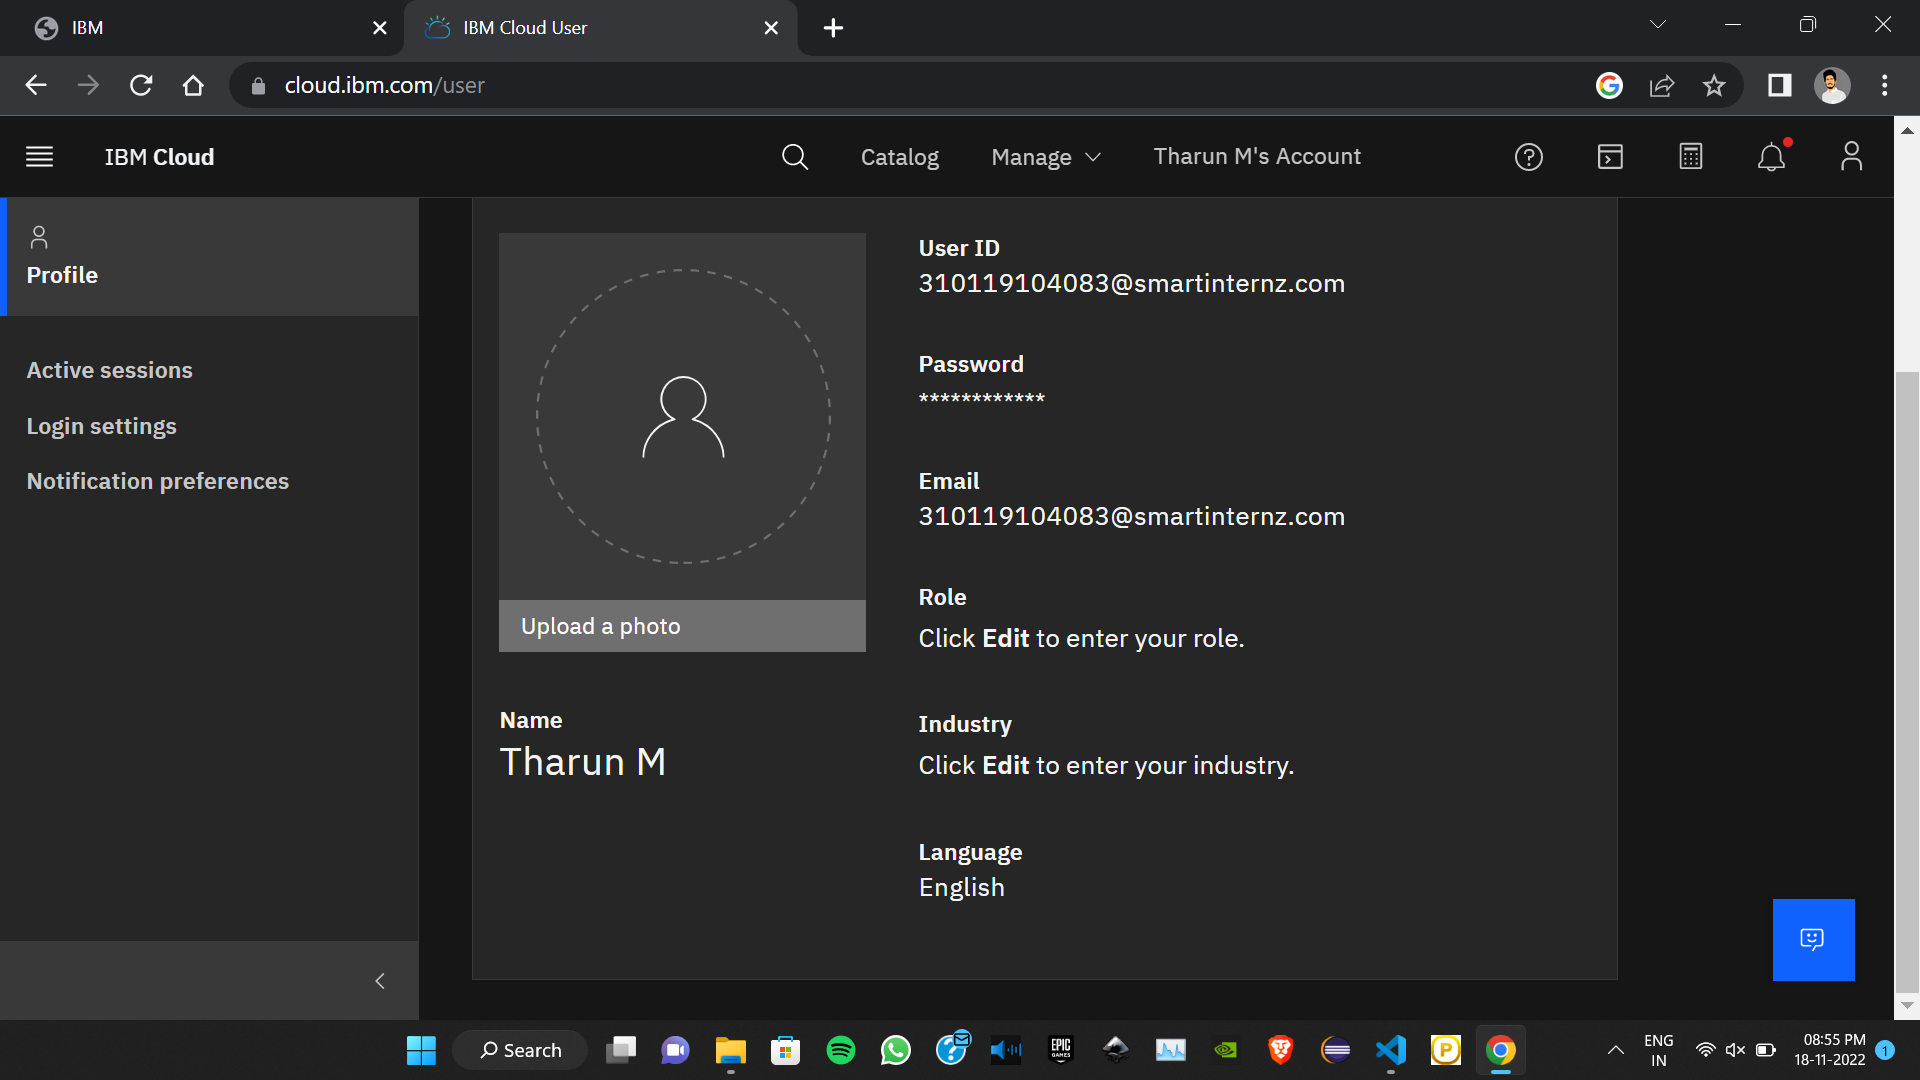 IBM
IBM Cloud User
cloud.ibm.com/user
IBM Cloud
Catalog
Manage
Tharun M's Account
Profile
Active sessions
Login settings
Notification preferences
Upload a photo
Name
Tharun M
User ID
310119104083@smartinternz.com
Password
************
Email
310119104083@smartinternz.com
Role
Click Edit to enter your role.
Industry
Click Edit to enter your industry.
Language
English
Search
EPIC
GAMES
ENG
IN
08:55 PM
18-11-2022
1